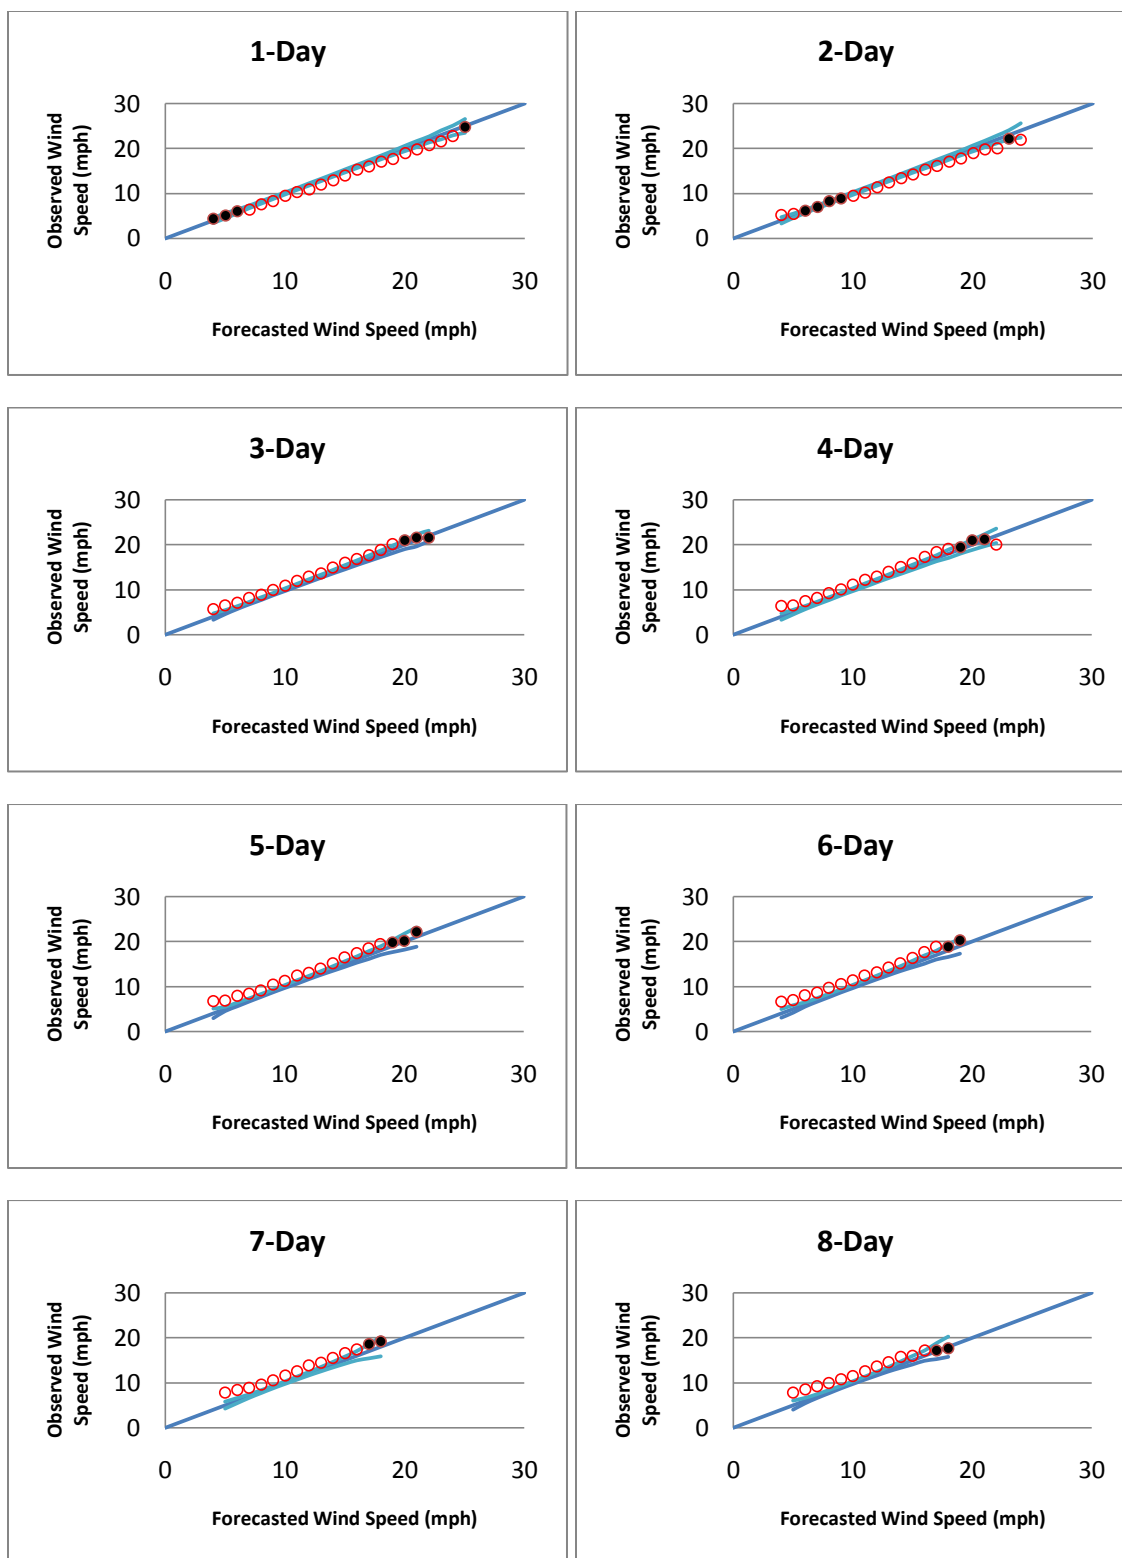 1-Day
Observed Wind
Speed (mph)
30
20
10
0
0 10 20 30
Forecasted Wind Speed (mph)
2-Day
Observed Wind
Speed (mph)
30
20
10
0
0 10 20 30
Forecasted Wind Speed (mph)
3-Day
Observed Wind
Speed (mph)
30
20
10
0
0 10 20 30
Forecasted Wind Speed (mph)
4-Day
Observed Wind
Speed (mph)
30
20
10
0
0 10 20 30
Forecasted Wind Speed (mph)
5-Day
Observed Wind
Speed (mph)
30
20
10
0
0 10 20 30
Forecasted Wind Speed (mph)
6-Day
Observed Wind
Speed (mph)
30
20
10
0
0 10 20 30
Forecasted Wind Speed (mph)
7-Day
Observed Wind
Speed (mph)
30
20
10
0
0 10 20 30
Forecasted Wind Speed (mph)
8-Day
Observed Wind
Speed (mph)
30
20
10
0
0 10 20 30
Forecasted Wind Speed (mph)